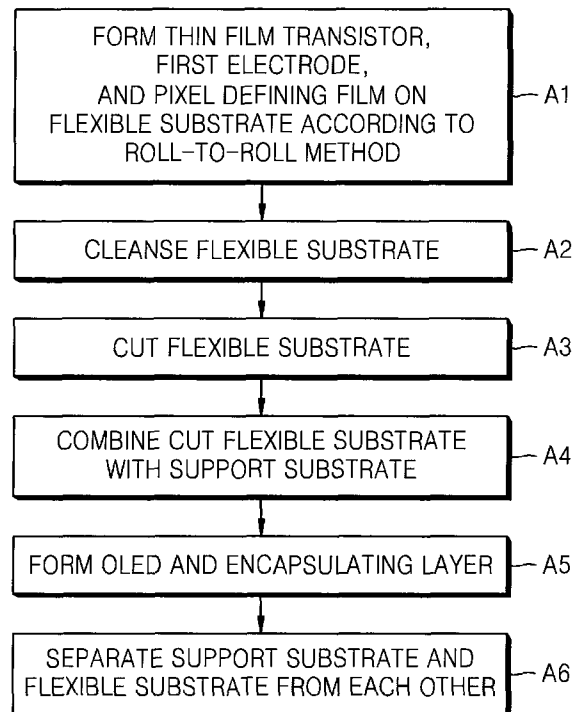 FORM THIN FILM TRANSISTOR,
FIRST ELECTRODE,
AND PIXEL DEFINING FILM ON
FLEXIBLE SUBSTRATE ACCORDING TO
ROLL-TO-ROLL METHOD
A1
CLEANSE FLEXIBLE SUBSTRATE
A2
CUT FLEXIBLE SUBSTRATE
A3
COMBINE CUT FLEXIBLE SUBSTRATE
WITH SUPPORT SUBSTRATE
A4
FORM OLED AND ENCAPSULATING LAYER
A5
SEPARATE SUPPORT SUBSTRATE AND
FLEXIBLE SUBSTRATE FROM EACH OTHER
A6